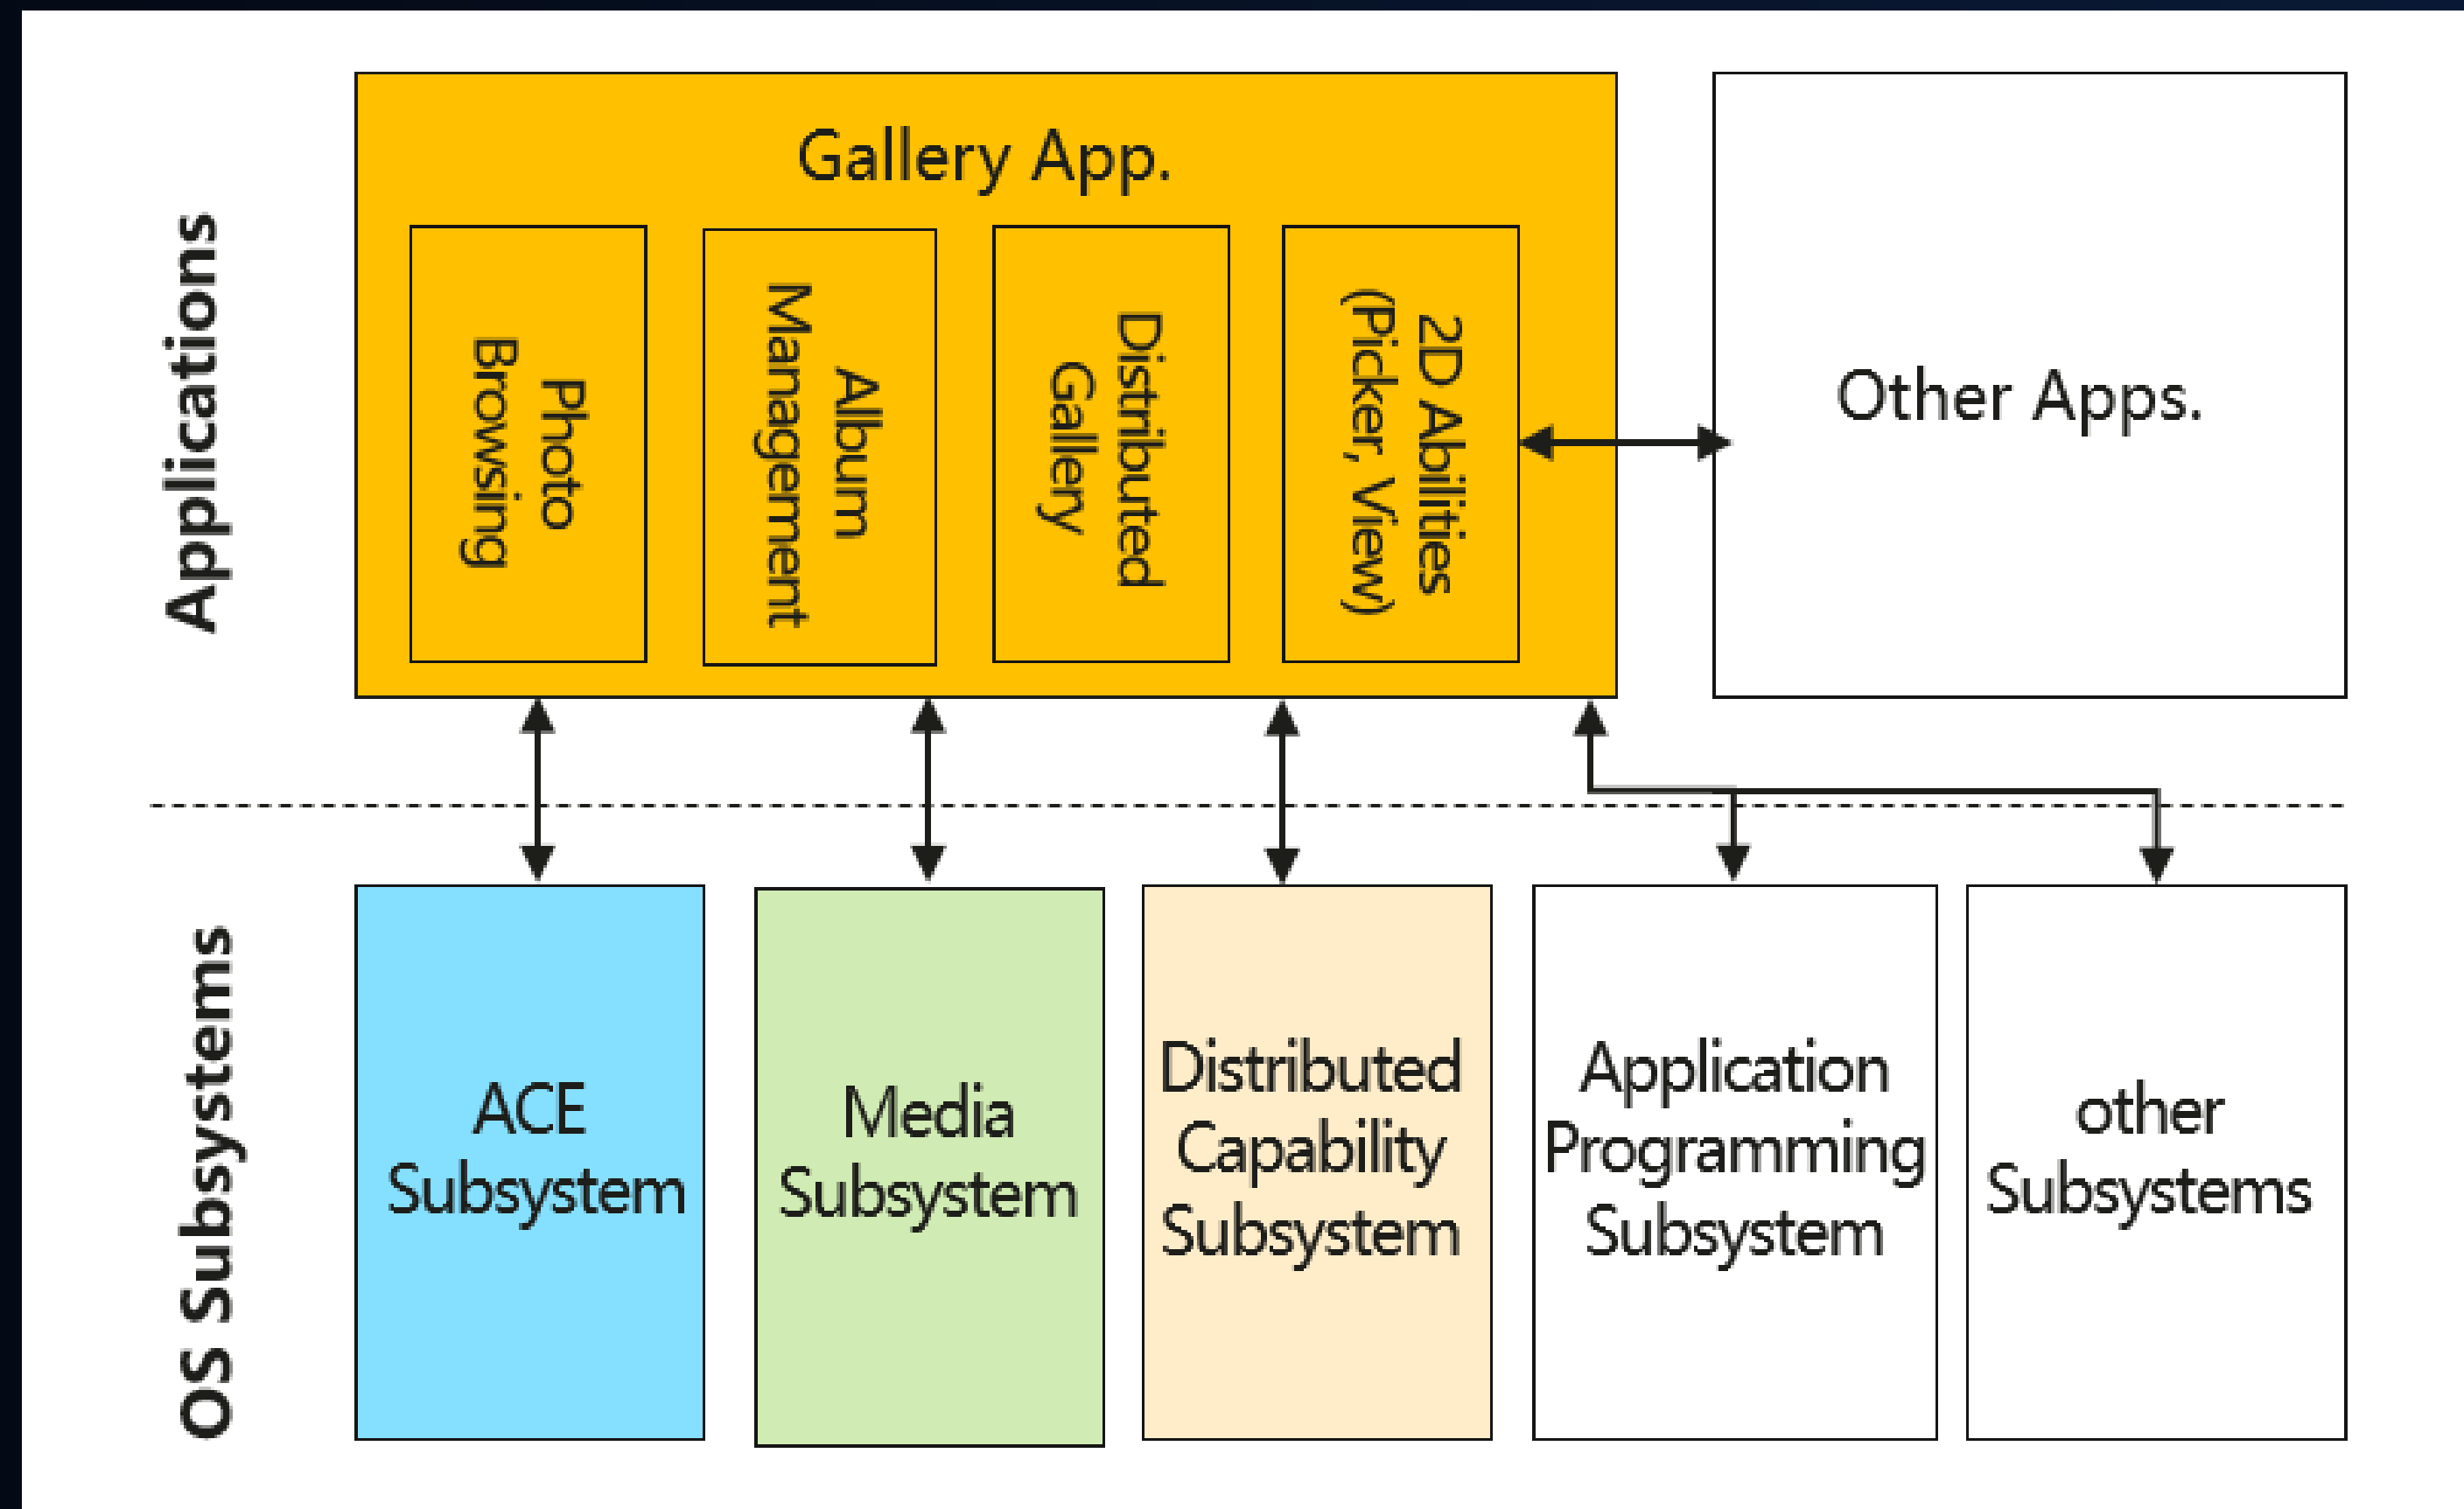 Applications
Gallery App.
Photo
Browsing
Album
Management
Distributed
Gallery
2D Abilities
(Picker, View)
Other Apps.
OS Subsystems
ACE
Subsystem
Media
Subsystem
Distributed
Capability
Subsystem
Application
Programming
Subsystem
other
Subsystems